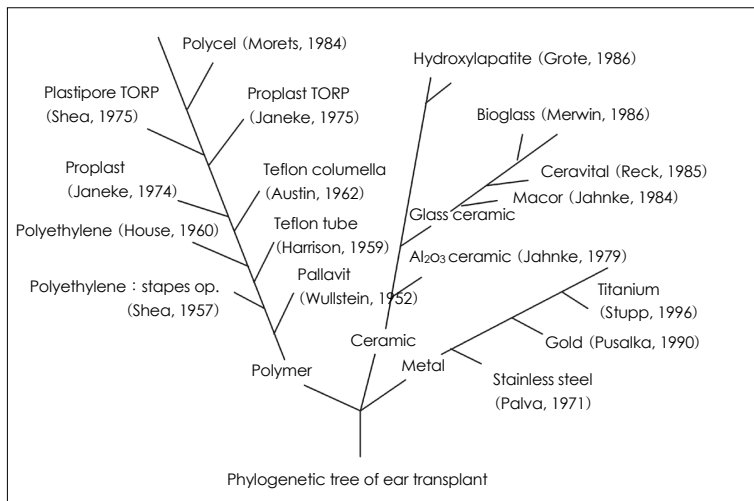 Polycel (Morets, 1984)
Hydroxylapatite (Grote, 1986)
Plastipore TORP
(Shea, 1975)
Proplast TORP
(Janeke, 1975)
Bioglass (Merwin, 1986)
Proplast
(Janeke, 1974)
Teflon columella
(Austin, 1962)
Ceravital (Reck, 1985)
Macor (Jahnke, 1984)
Glass ceramic
Polyethylene (House, 1960)
Teflon tube
(Harrison, 1959)
Al₂O₃ ceramic (Jahnke, 1979)
Polyethylene : stapes op.
(Shea, 1957)
Pallavit
(Wullstein, 1952)
Titanium
(Stupp, 1996)
Gold (Pusalka, 1990)
Ceramic
Polymer
Metal
Stainless steel
(Palva, 1971)
Phylogenetic tree of ear transplant